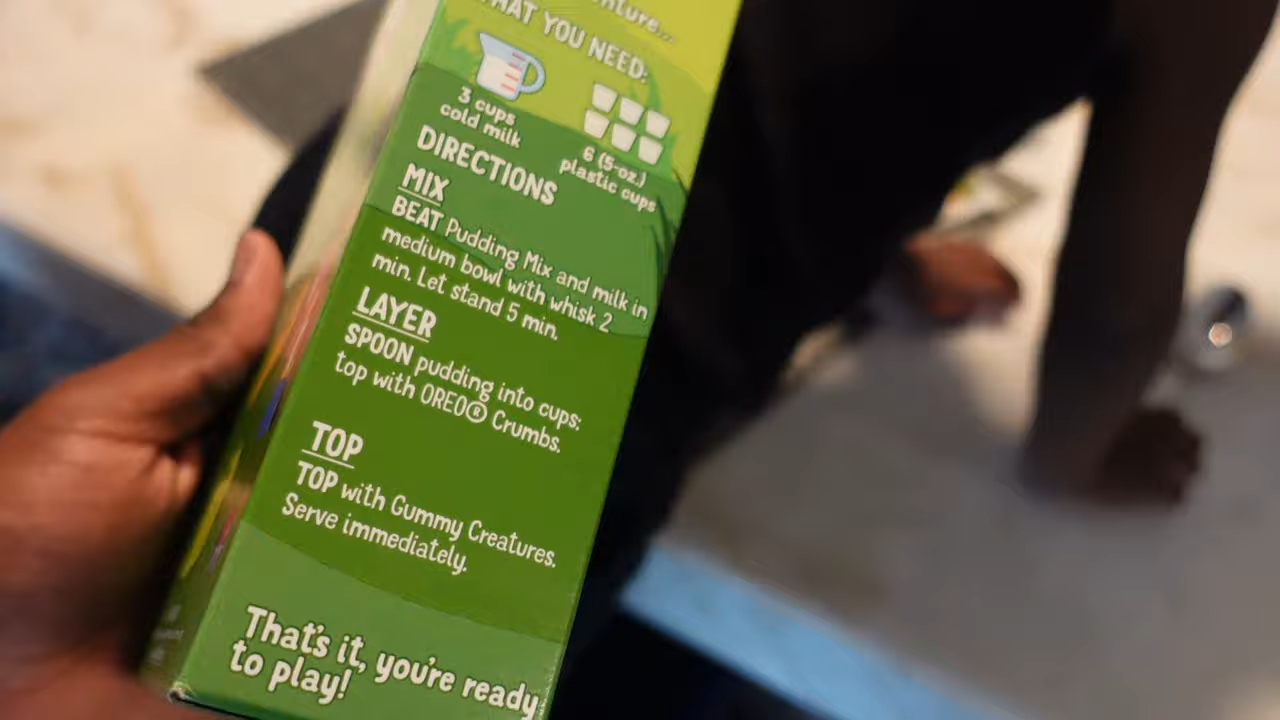 WHAT YOU NEED:
3 cups
cold milk
6 (5-oz.)
plastic cups
DIRECTIONS
MIX
BEAT Pudding Mix and milk in
medium bowl with whisk 2
min. Let stand 5 min.
LAYER
SPOON pudding into cups:
top with OREO® Crumbs.
TOP
TOP with Gummy Creatures.
Serve immediately.
That's it, you're ready
to play!